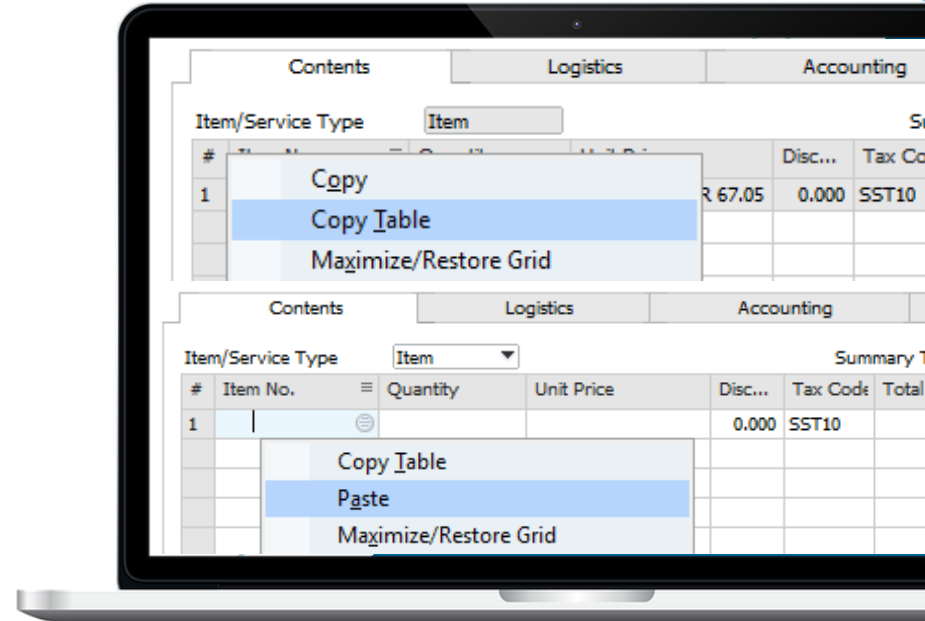 Contents Logistics Accounting
Item/Service Type Item
# Disc... Tax Co
Copy
1 R 67.05 0.000 SST10
Copy Table
Maximize/Restore Grid
Contents Logistics Accounting
Item/Service Type Item Summary T
# Item No. Quantity Unit Price Disc... Tax Code Total
1 0.000 SST10
Copy Table
Paste
Maximize/Restore Grid